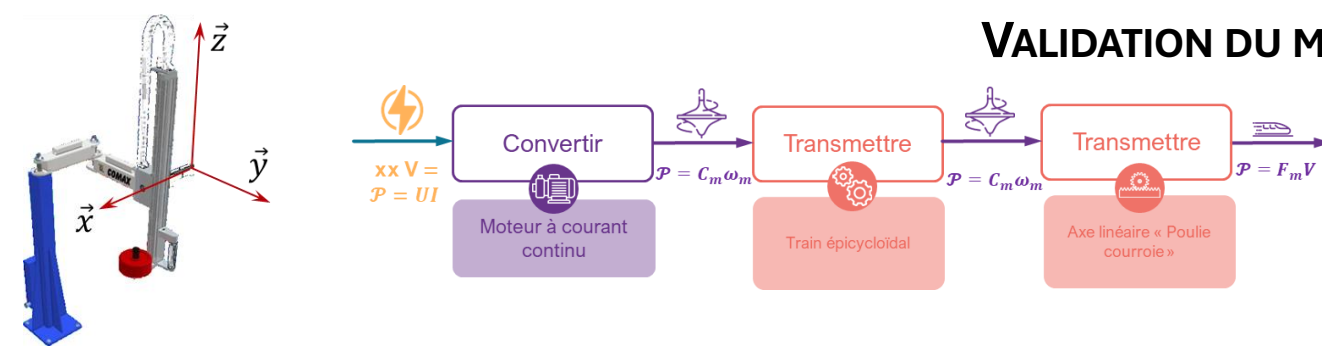 VALIDATION DU M
z
y
x
COMAX
xx V =
𝒫 = UI
Convertir
Moteur à courant
continu
𝒫 = Cₘωₘ
Transmettre
Train épicycloïdal
𝒫 = Cₘωₘ
Transmettre
Axe linéaire « Poulie
courroie »
𝒫 = FₘV